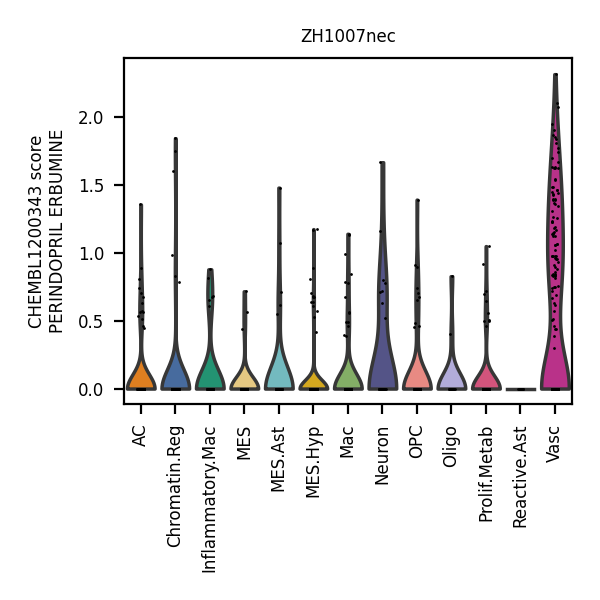 ZH1007nec
CHEMBL1200343 score
PERINDOPRIL ERBUMINE
2.0
1.5
1.0
0.5
0.0
AC
Chromatin.Reg
Inflammatory.Mac
MES
MES.Ast
MES.Hyp
Mac
Neuron
OPC
Oligo
Prolif.Metab
Reactive.Ast
Vasc